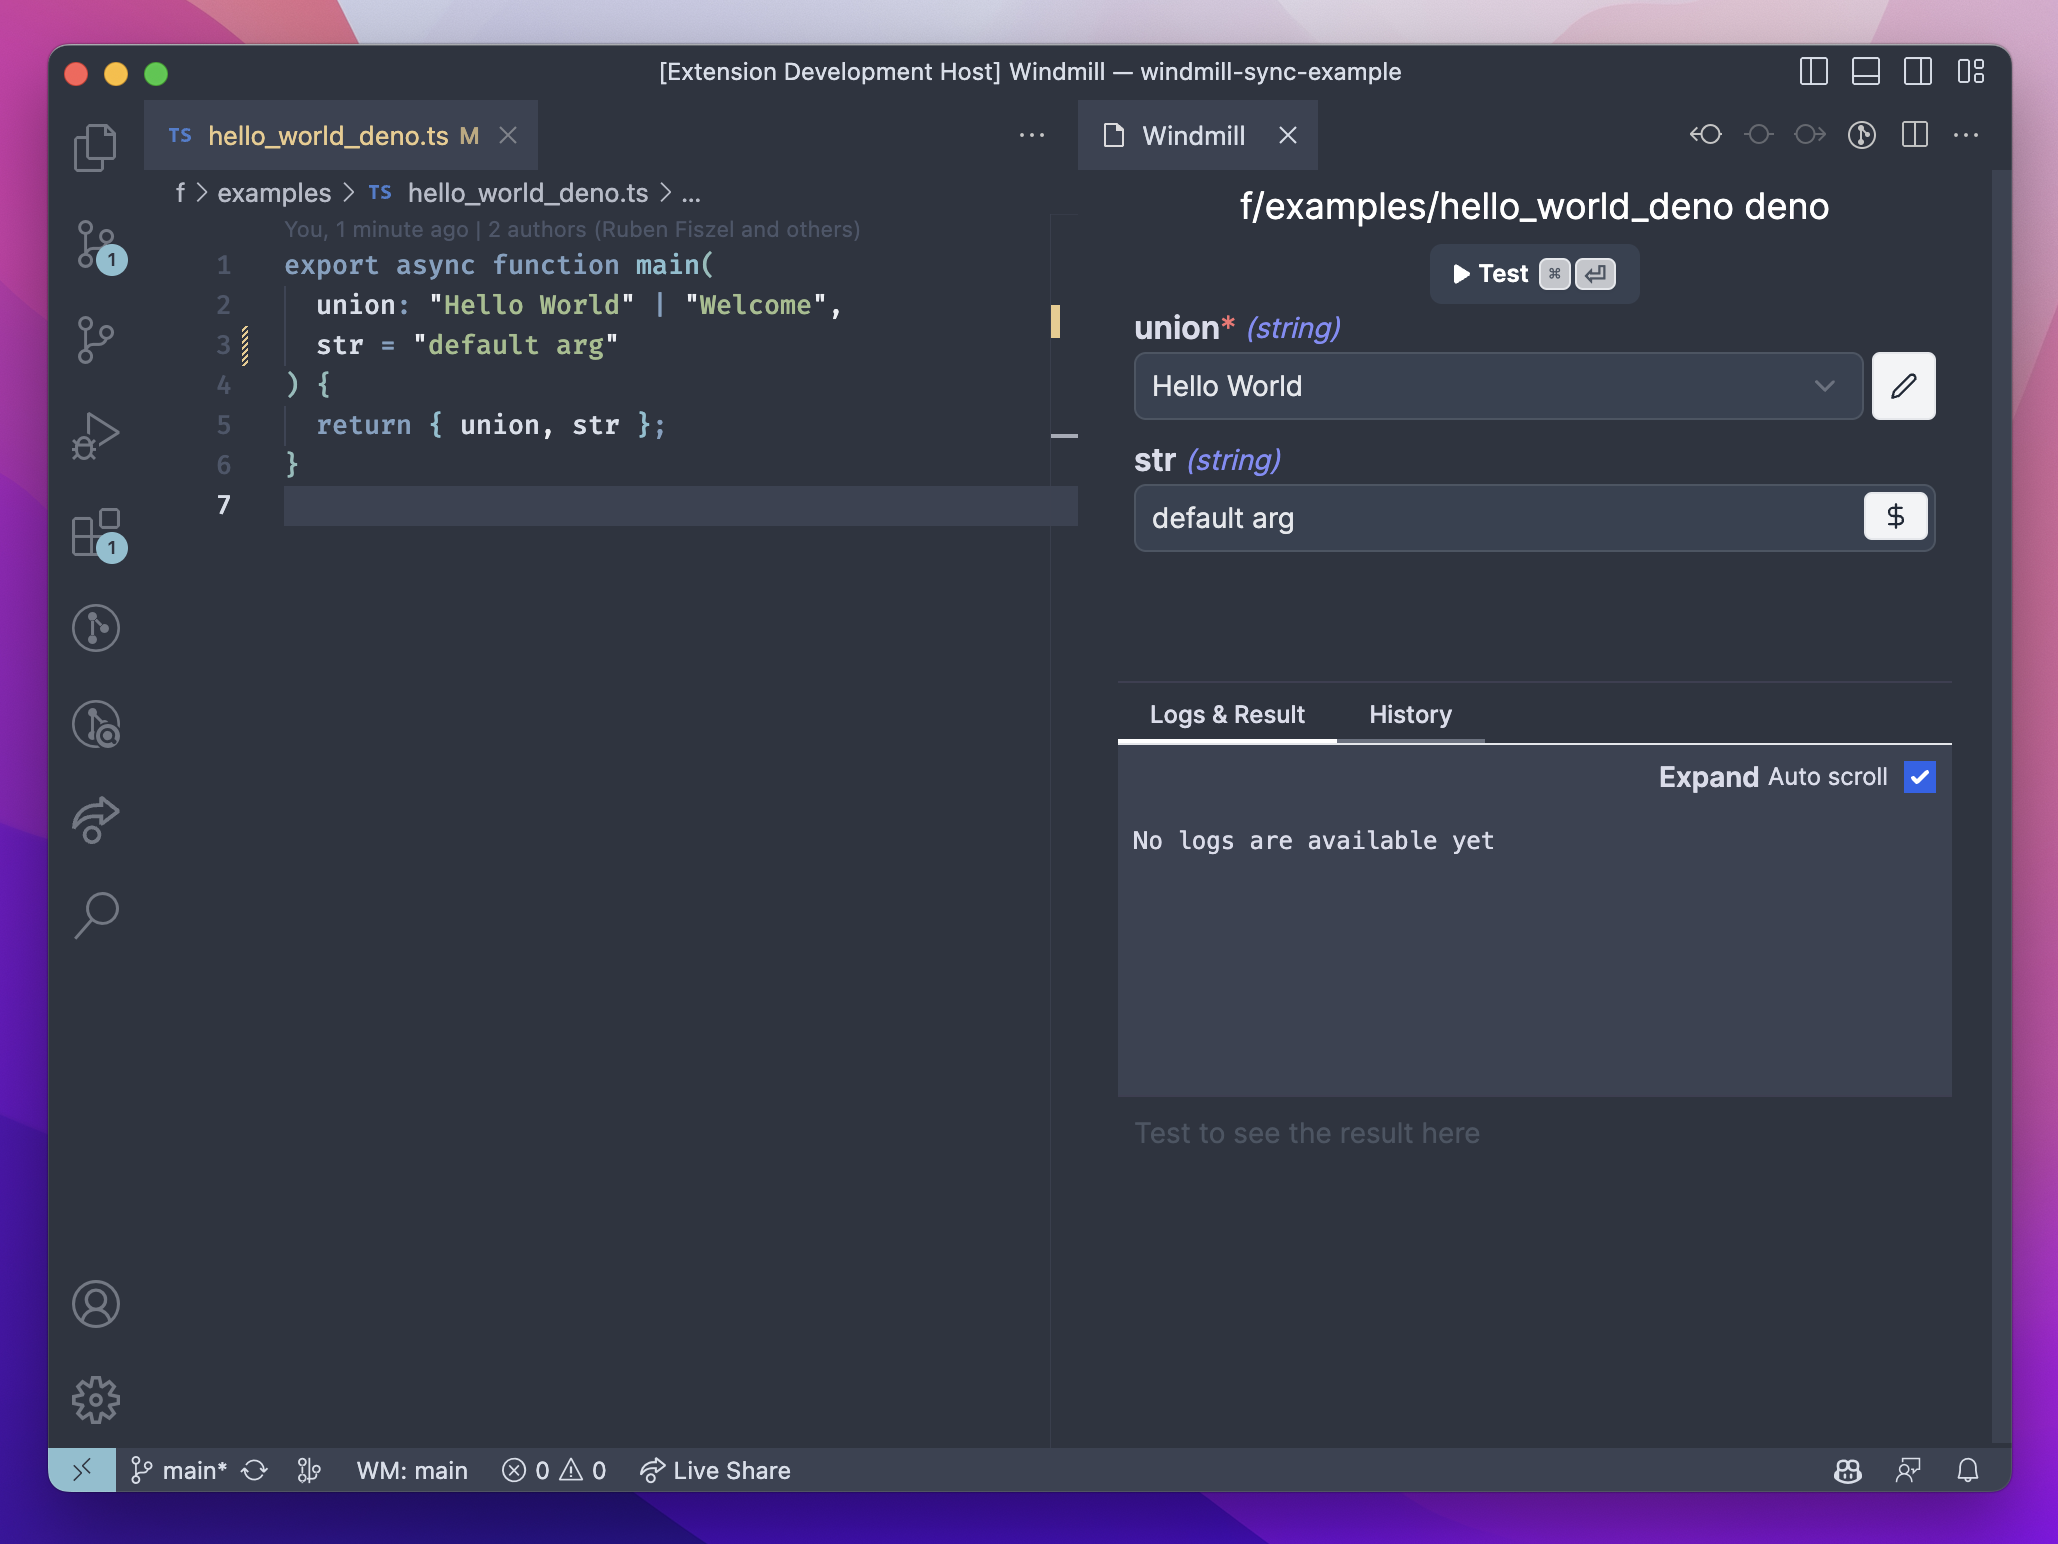 [Extension Development Host] Windmill — windmill-sync-example
TS hello_world_deno.ts M
f > examples > TS hello_world_deno.ts > ...
You, 1 minute ago | 2 authors (Ruben Fiszel and others)
1 export async function main(
2 union: "Hello World" | "Welcome",
3 str = "default arg"
4 ) {
5 return { union, str };
6 }
7
1
1
Windmill
f/examples/hello_world_deno deno
Test ⌘ ⏎
union* (string)
Hello World
str (string)
default arg
$
Logs & Result History
Expand Auto scroll
No logs are available yet
Test to see the result here
main* WM: main 0 0 Live Share